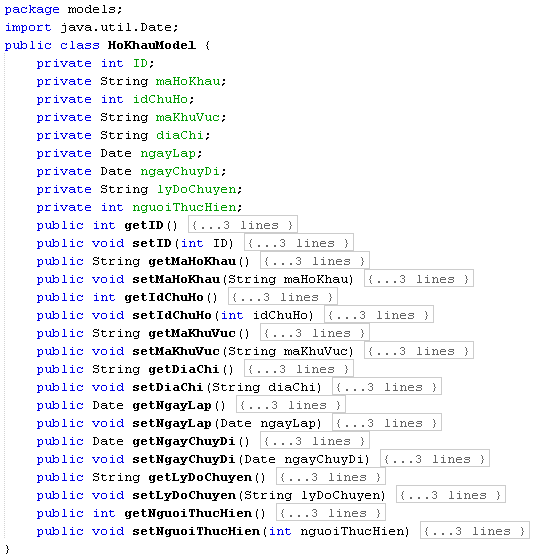 package models;
import java.util.Date;
public class HoKhauModel {
    private int ID;
    private String maHoKhau;
    private int idChuHo;
    private String maKhuVuc;
    private String diaChi;
    private Date ngayLap;
    private Date ngayChuyDi;
    private String lyDoChuyen;
    private int nguoiThucHien;
    public int getID() {...3 lines }
    public void setID(int ID) {...3 lines }
    public String getMaHoKhau() {...3 lines }
    public void setMaHoKhau(String maHoKhau) {...3 lines }
    public int getIdChuHo() {...3 lines }
    public void setIdChuHo(int idChuHo) {...3 lines }
    public String getMaKhuVuc() {...3 lines }
    public void setMaKhuVuc(String maKhuVuc) {...3 lines }
    public String getDiaChi() {...3 lines }
    public void setDiaChi(String diaChi) {...3 lines }
    public Date getNgayLap() {...3 lines }
    public void setNgayLap(Date ngayLap) {...3 lines }
    public Date getNgayChuyDi() {...3 lines }
    public void setNgayChuyDi(Date ngayChuyDi) {...3 lines }
    public String getLyDoChuyen() {...3 lines }
    public void setLyDoChuyen(String lyDoChuyen) {...3 lines }
    public int getNguoiThucHien() {...3 lines }
    public void setNguoiThucHien(int nguoiThucHien) {...3 lines }
}